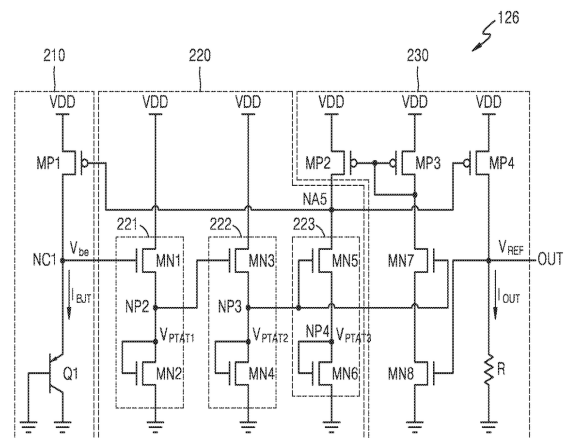 126
210
220
230
VDD
VDD
VDD
VDD
VDD
VDD
MP1
MP2
MP3
MP4
NA5
221
222
223
NC1
Vbe
MN1
MN3
MN5
MN7
VREF
OUT
IBJT
NP2
NP3
IOUT
VPTAT1
VPTAT2
NP4
VPTAT3
Q1
MN2
MN4
MN6
MN8
R